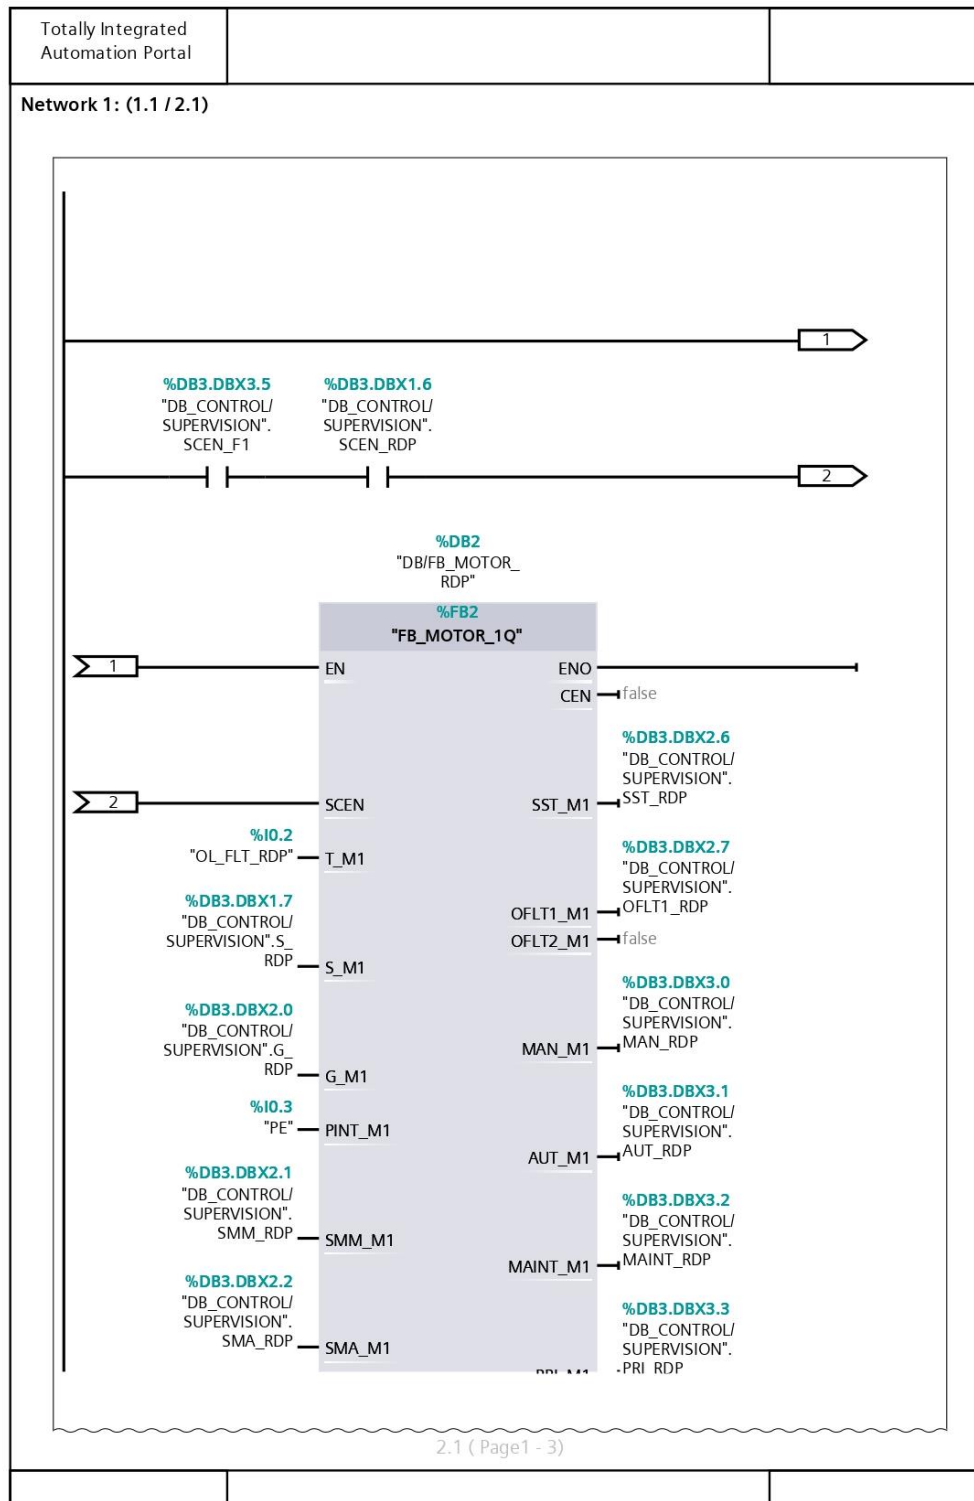 Totally Integrated
Automation Portal
Network 1: (1.1 / 2.1)
1
%DB3.DBX3.5
"DB_CONTROL/
SUPERVISION".
SCEN_F1
%DB3.DBX1.6
"DB_CONTROL/
SUPERVISION".
SCEN_RDP
2
%DB2
"DB/FB_MOTOR_
RDP"
%FB2
"FB_MOTOR_1Q"
1
EN
ENO
CEN
false
%DB3.DBX2.6
"DB_CONTROL/
SUPERVISION".
SST_RDP
2
SCEN
SST_M1
%I0.2
"OL_FLT_RDP"
T_M1
%DB3.DBX2.7
"DB_CONTROL/
SUPERVISION".
OFLT1_RDP
OFLT1_M1
%DB3.DBX1.7
"DB_CONTROL/
SUPERVISION".S_
RDP
S_M1
OFLT2_M1
false
%DB3.DBX3.0
"DB_CONTROL/
SUPERVISION".
MAN_RDP
MAN_M1
%DB3.DBX2.0
"DB_CONTROL/
SUPERVISION".G_
RDP
G_M1
%I0.3
"PE"
PINT_M1
%DB3.DBX3.1
"DB_CONTROL/
SUPERVISION".
AUT_RDP
AUT_M1
%DB3.DBX2.1
"DB_CONTROL/
SUPERVISION".
SMM_RDP
SMM_M1
%DB3.DBX3.2
"DB_CONTROL/
SUPERVISION".
MAINT_RDP
MAINT_M1
%DB3.DBX2.2
"DB_CONTROL/
SUPERVISION".
SMA_RDP
SMA_M1
%DB3.DBX3.3
"DB_CONTROL/
SUPERVISION".
PRI_RDP
2.1 ( Page1 - 3)